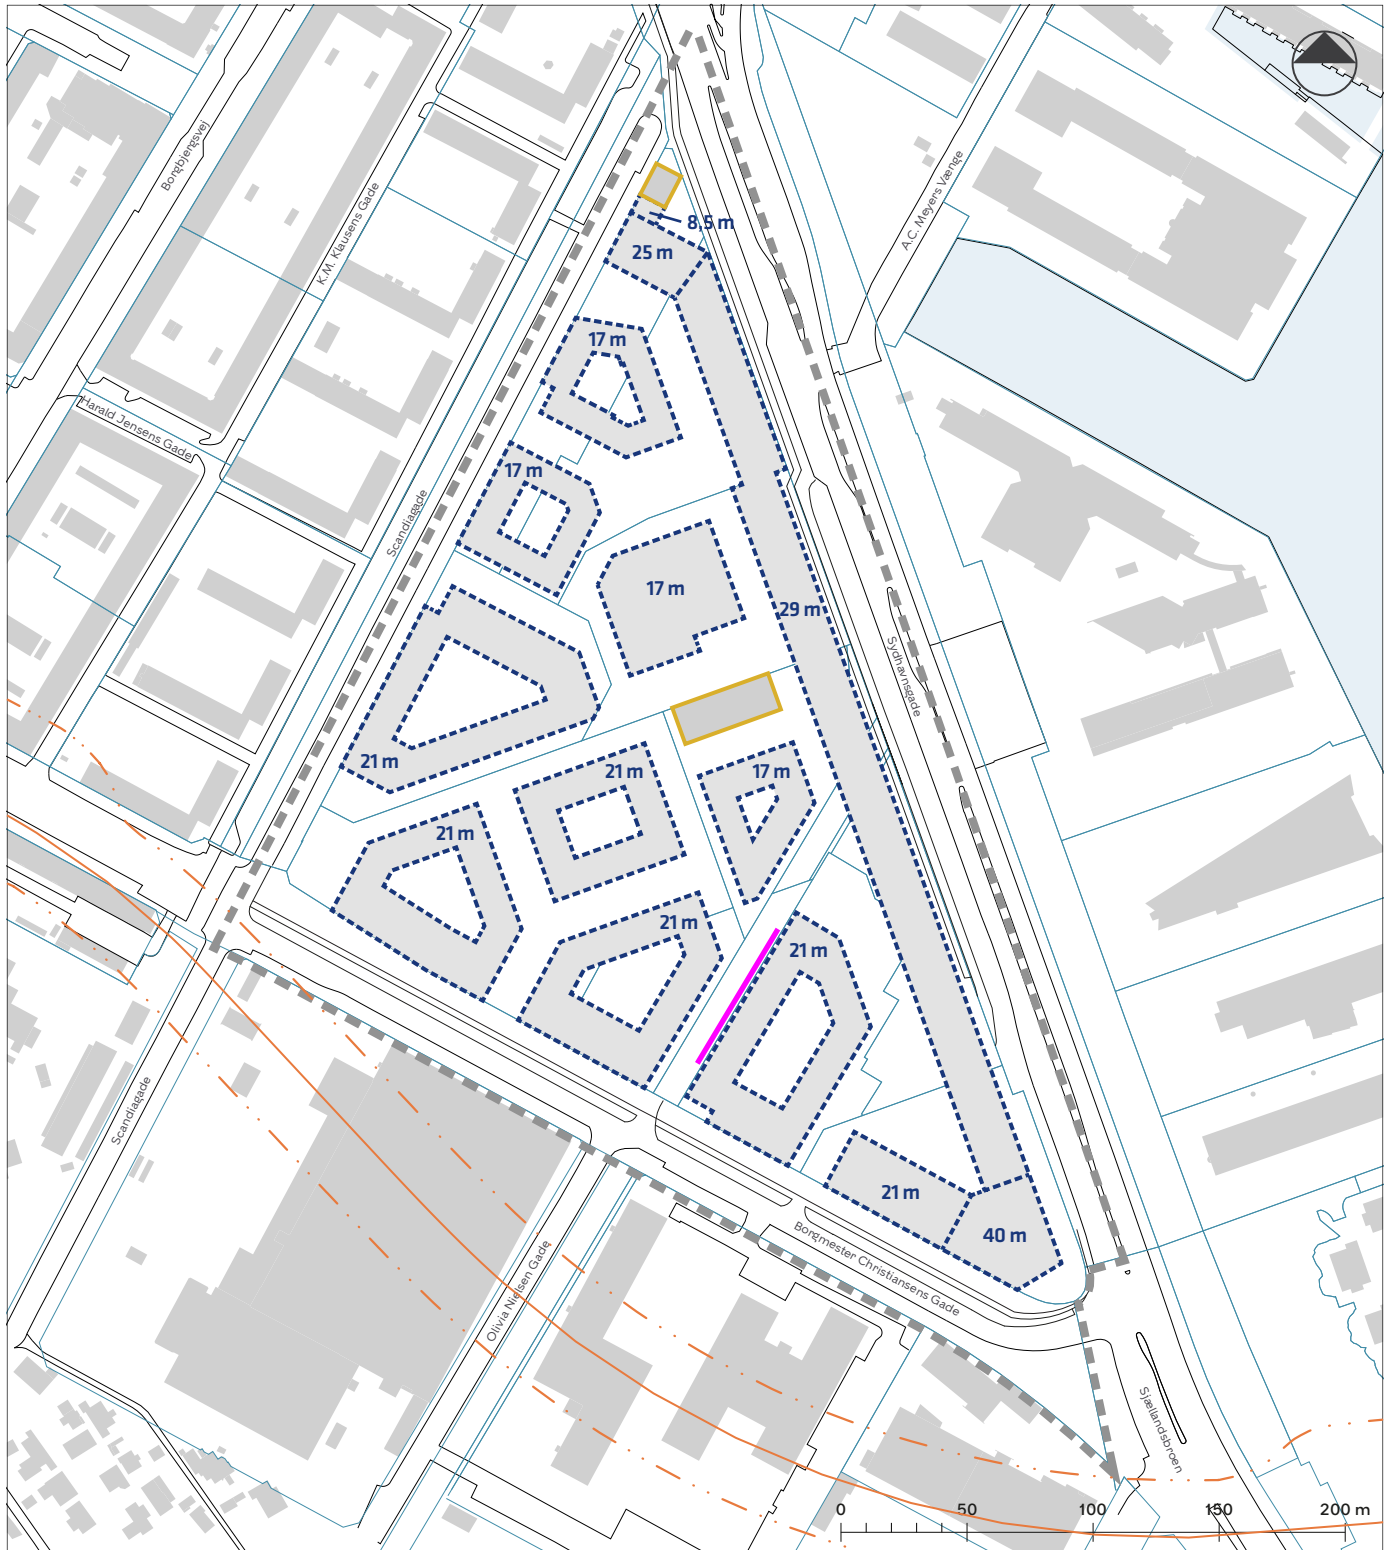 Borgbjergsvej
K.M. Klausens Gade
A.C. Meyers Vænge
8,5 m
25 m
17 m
Harald Jensens Gade
17 m
Scandiagade
17 m
29 m
Sydhavnsgade
21 m
21 m
17 m
21 m
21 m
21 m
Scandiagade
21 m
40 m
Borgmester Christiansens Gade
Olivia Nielsen Gade
Sjællandsbroen
0 50 100 150 200 m